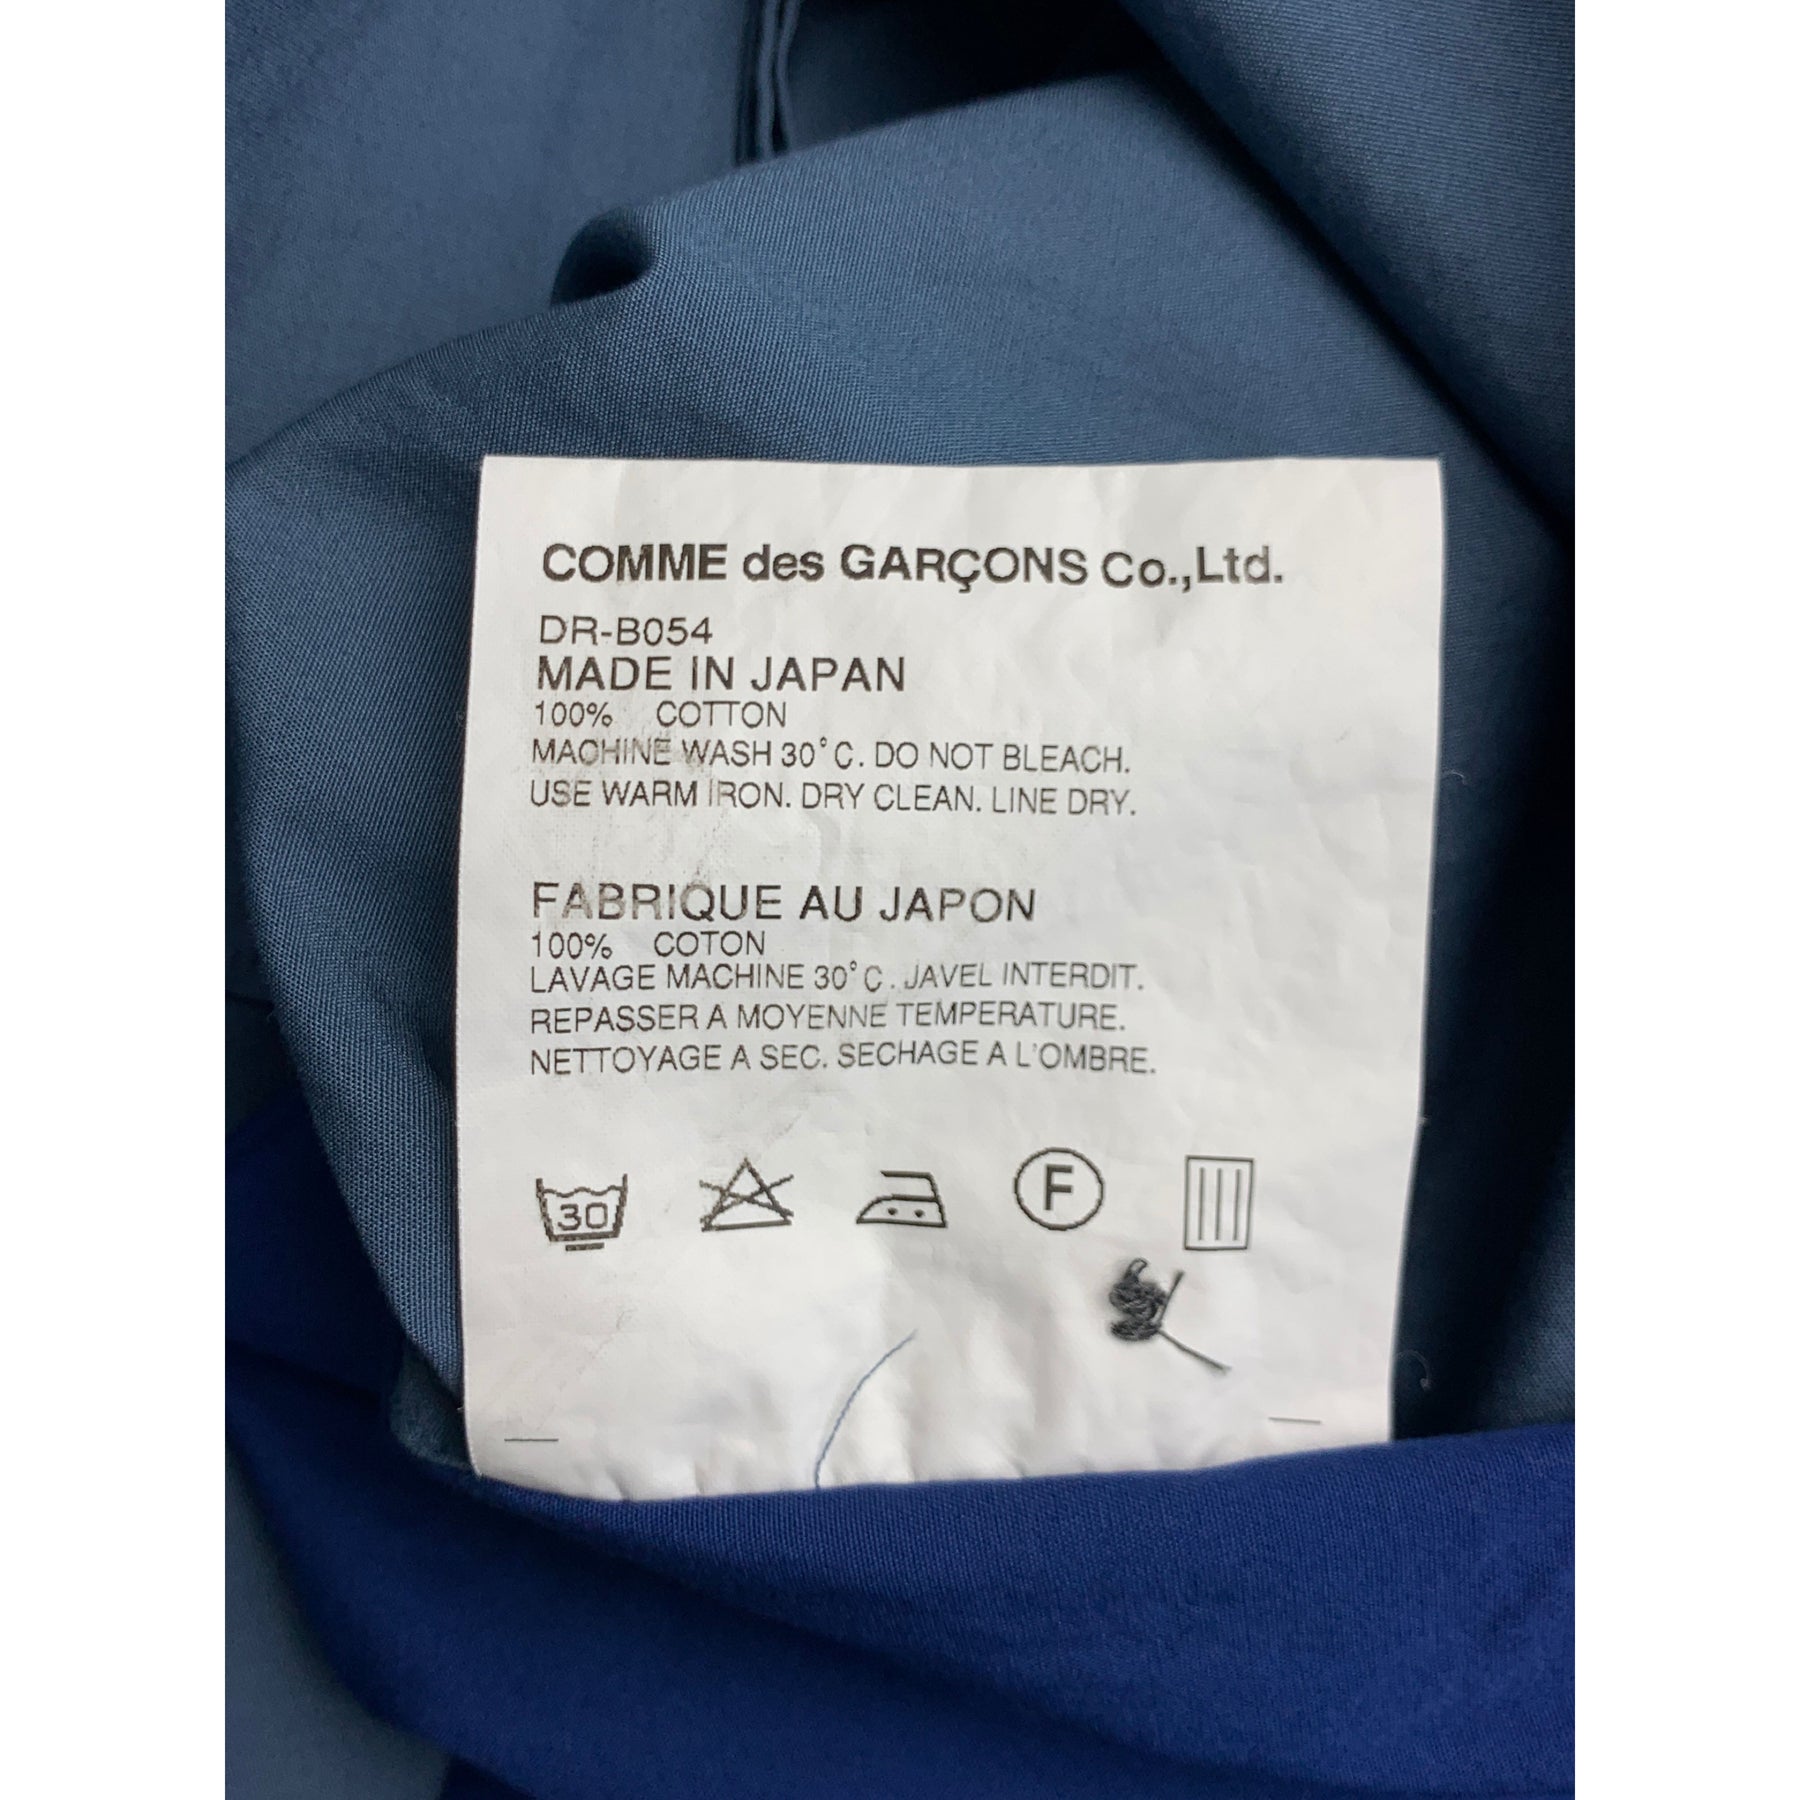 COMME des GARÇONS Co.,Ltd.
DR-B054
MADE IN JAPAN
100% COTTON
MACHINE WASH 30°C. DO NOT BLEACH.
USE WARM IRON. DRY CLEAN. LINE DRY.
FABRIQUE AU JAPON
100% COTON
LAVAGE MACHINE 30°C. JAVEL INTERDIT.
REPASSER A MOYENNE TEMPERATURE.
NETTOYAGE A SEC. SECHAGE A L'OMBRE.
30 F